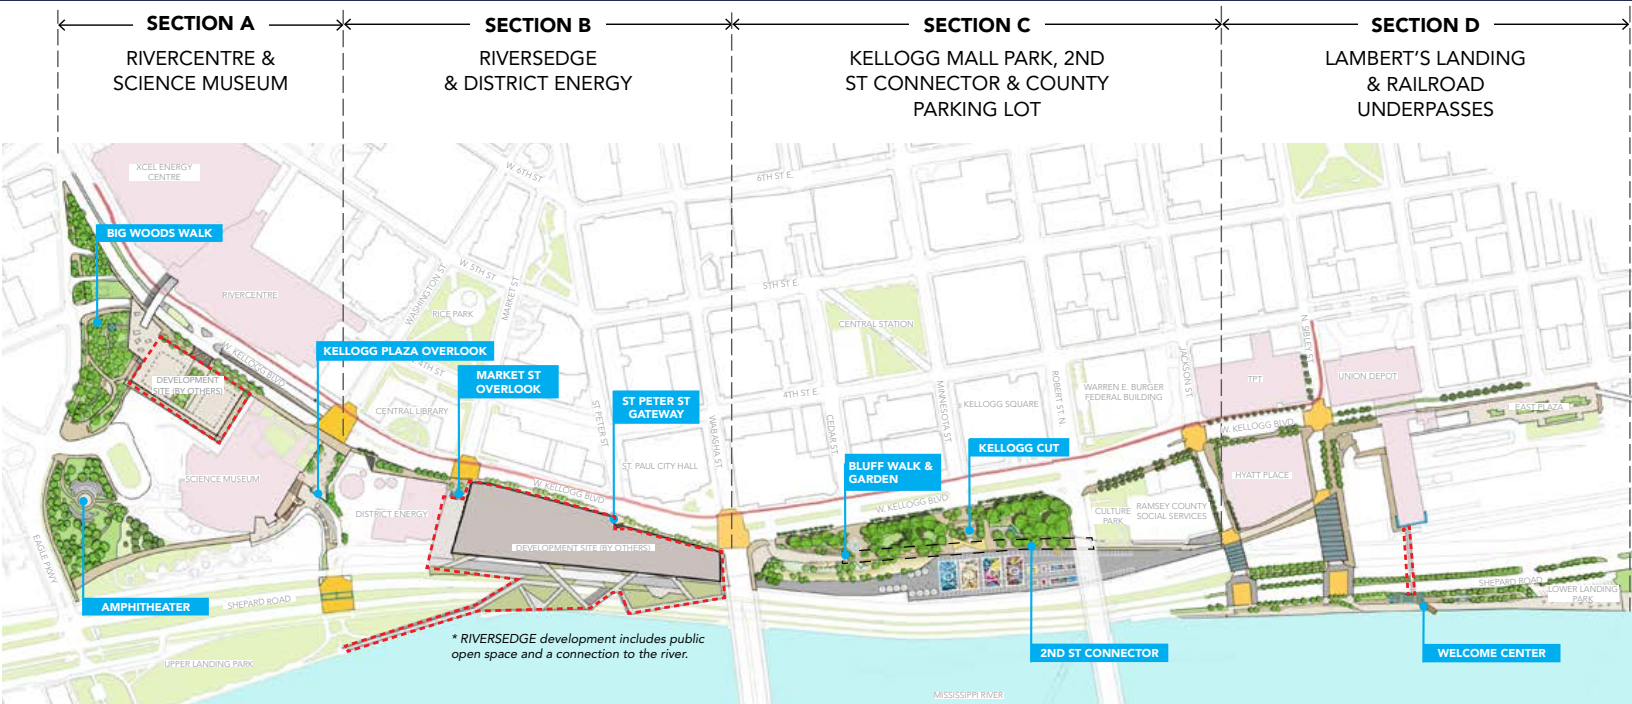 SECTION A
SECTION B
SECTION C
SECTION D
RIVERCENTRE &
SCIENCE MUSEUM
RIVERSEDGE
& DISTRICT ENERGY
KELLOGG MALL PARK, 2ND
ST CONNECTOR & COUNTY
PARKING LOT
LAMBERT'S LANDING
& RAILROAD
UNDERPASSES
XCEL ENERGY
CENTRE
W. 6TH ST
6TH ST E.
BIG WOODS WALK
W. 5TH ST
WASHINGTON ST.
MARKET ST.
5TH ST E.
RIVERCENTRE
RICE PARK
CENTRAL STATION
N. SIBLEY ST.
KELLOGG PLAZA OVERLOOK
W. KELLOGG BLVD
4TH ST
MARKET ST
OVERLOOK
DEVELOPMENT
SITE (BY OTHERS)
JACKSON ST.
TPT
UNION DEPOT
ST PETER ST
GATEWAY
4TH ST E.
MINNESOTA ST.
ROBERT ST. N.
WARREN E. BURGER
FEDERAL BUILDING
KELLOGG SQUARE
CENTRAL LIBRARY
ST PETER ST.
WABASHA ST.
CEDAR ST.
EAST PLAZA
W. KELLOGG BLVD
KELLOGG CUT
BLUFF WALK &
GARDEN
ST. PAUL CITY HALL
SCIENCE MUSEUM
HYATT PLACE
W. KELLOGG BLVD
W. KELLOGG BLVD
DISTRICT ENERGY
CULTURE
PARK
RAMSEY COUNTY
SOCIAL SERVICES
DEVELOPMENT SITE (BY OTHERS)
EAGLE PKWY
SHEPARD ROAD
LOWER LANDING
PARK
AMPHITHEATER
SHEPARD ROAD
* RIVERSEDGE development includes public
open space and a connection to the river.
2ND ST CONNECTOR
WELCOME CENTER
UPPER LANDING PARK
MISSISSIPPI RIVER